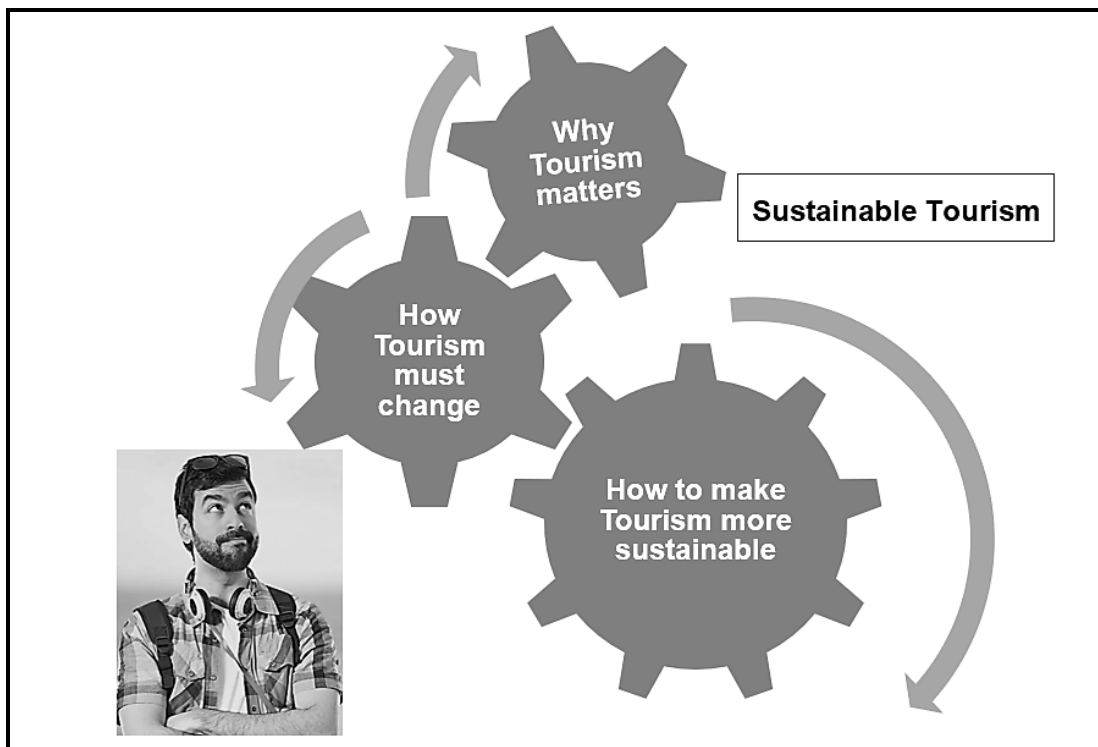 Why
Tourism
matters
Sustainable Tourism
How
Tourism
must
change
How to make
Tourism more
sustainable